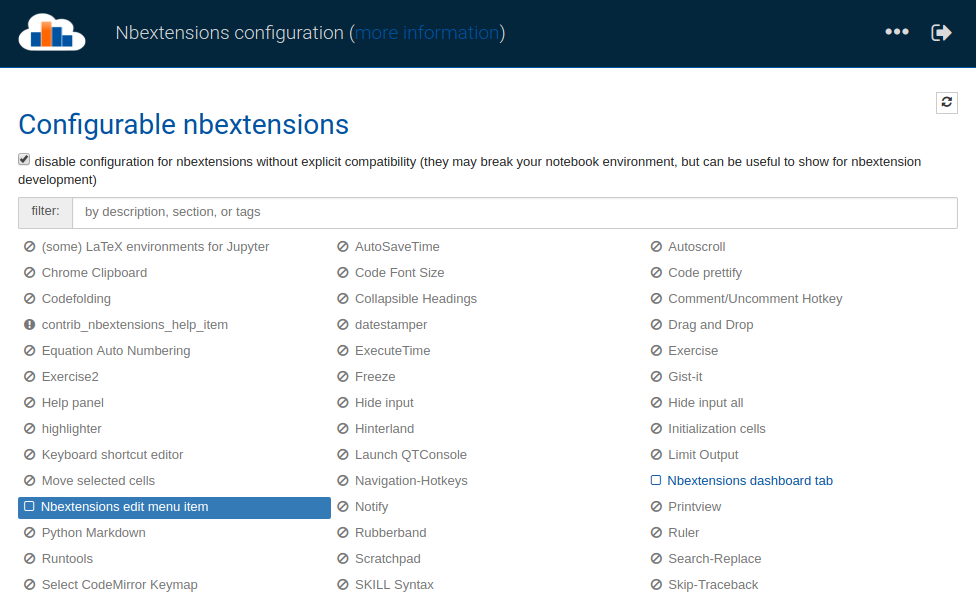 Nbextensions configuration (more information)
Configurable nbextensions
disable configuration for nbextensions without explicit compatibility (they may break your notebook environment, but can be useful to show for nbextension
development)
filter: by description, section, or tags
(some) LaTeX environments for Jupyter AutoSaveTime Autoscroll
Chrome Clipboard Code Font Size Code prettify
Codefolding Collapsible Headings Comment/Uncomment Hotkey
contrib_nbextensions_help_item datestamper Drag and Drop
Equation Auto Numbering ExecuteTime Exercise
Exercise2 Freeze Gist-it
Help panel Hide input Hide input all
highlighter Hinterland Initialization cells
Keyboard shortcut editor Launch QTConsole Limit Output
Move selected cells Navigation-Hotkeys Nbextensions dashboard tab
Nbextensions edit menu item Notify Printview
Python Markdown Rubberband Ruler
Runtools Scratchpad Search-Replace
Select CodeMirror Keymap SKILL Syntax Skip-Traceback